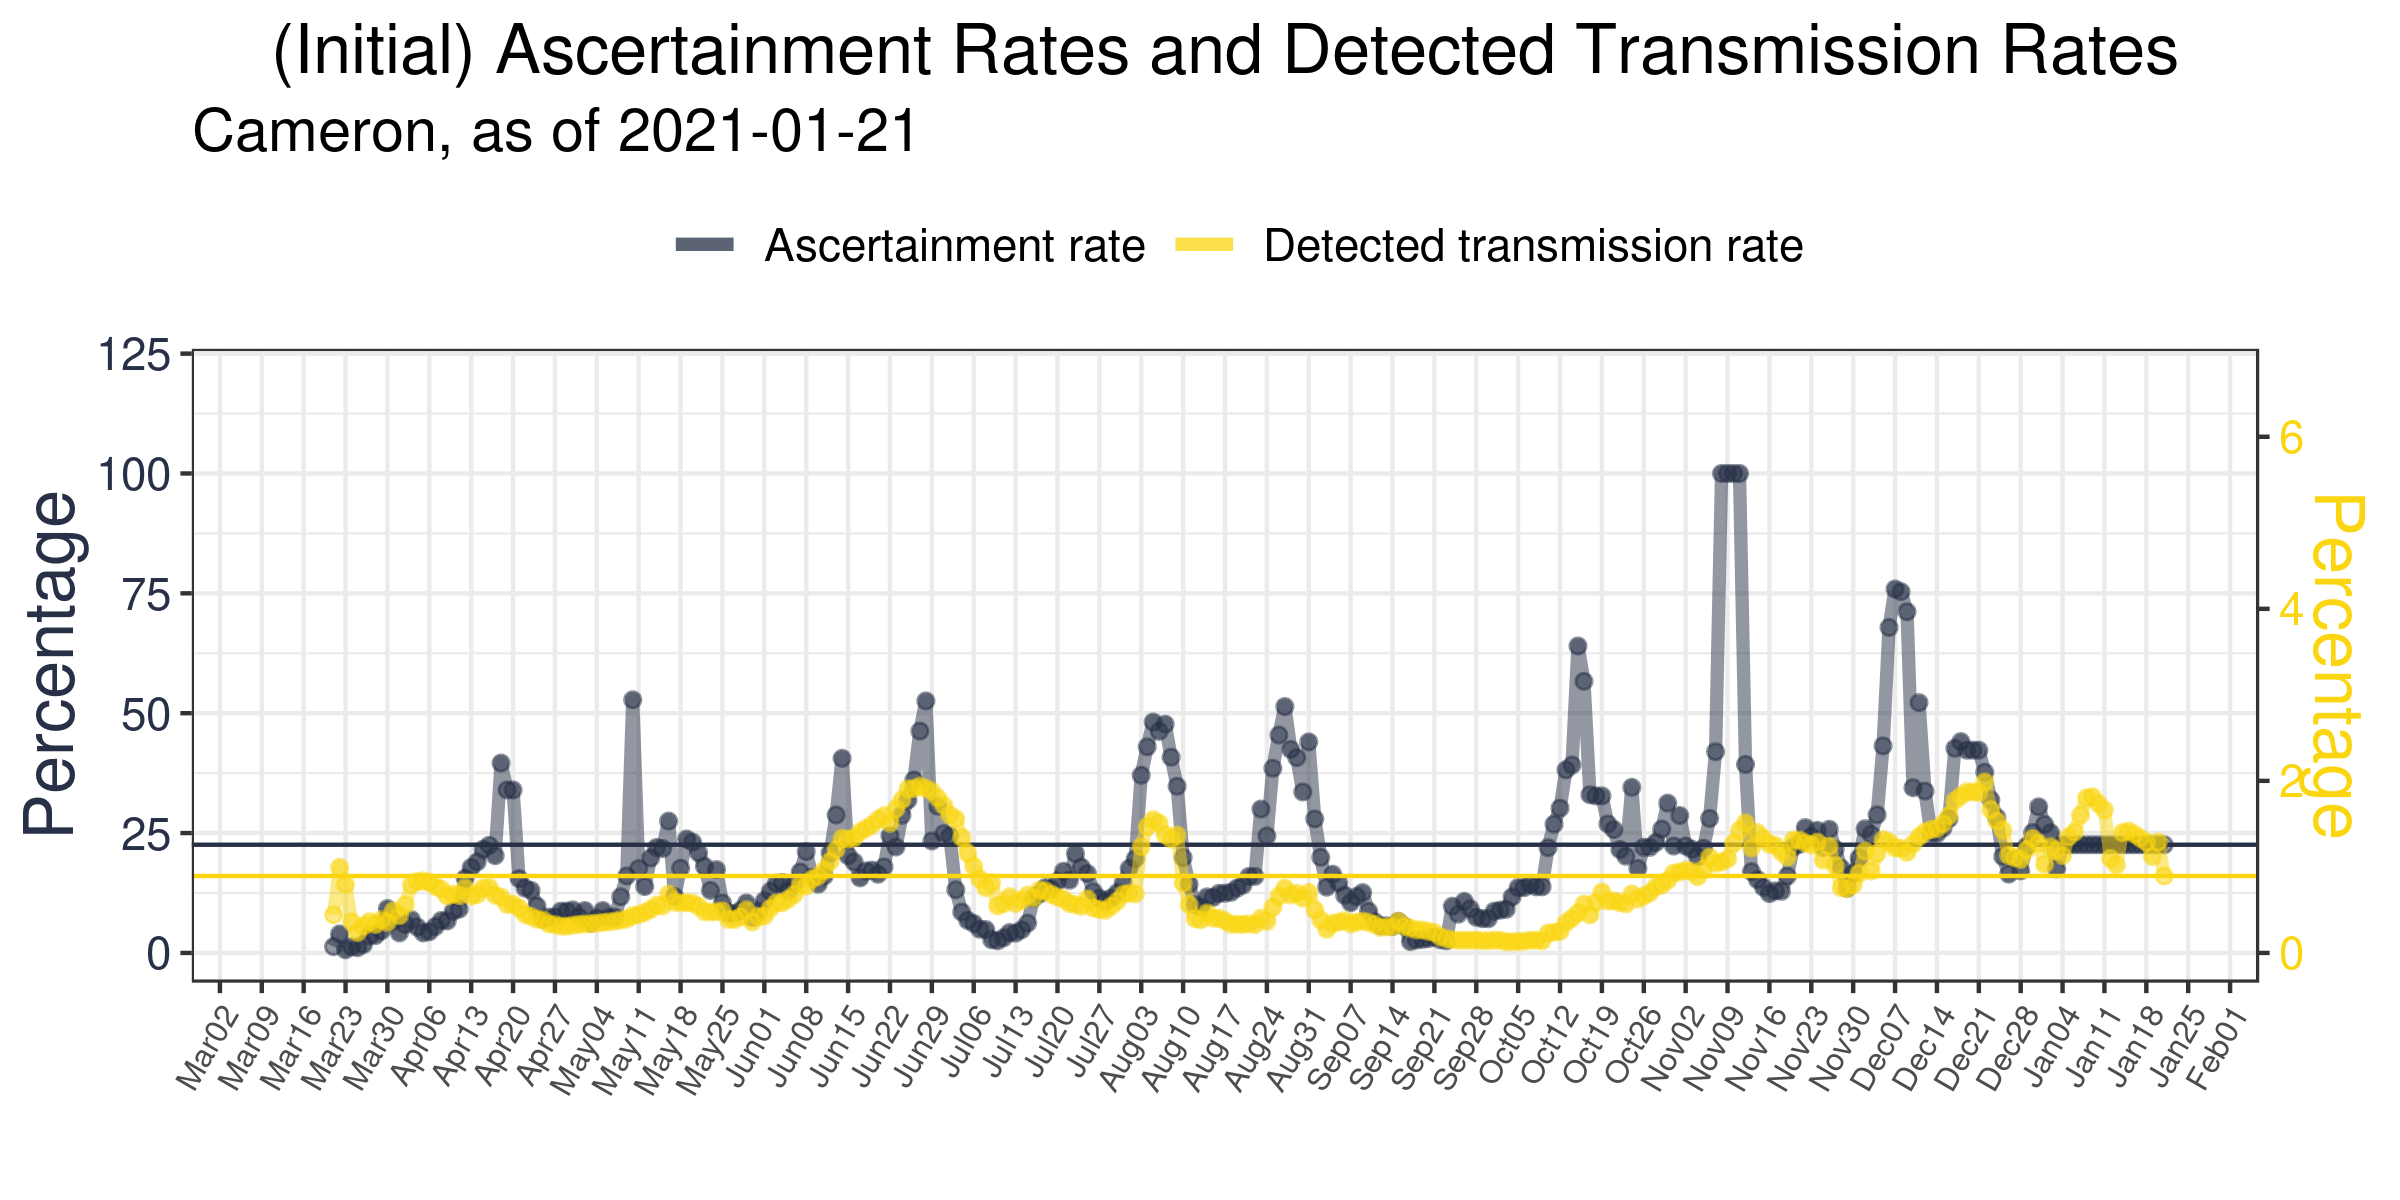 (Initial) Ascertainment Rates and Detected Transmission Rates
Cameron, as of 2021-01-21
Ascertainment rate Detected transmission rate
Percentage
125
100
75
50
25
0
6
4
2
0
Percentage
Mar02 Mar09 Mar16 Mar23 Mar30 Apr06 Apr13 Apr20 Apr27 May04 May11 May18 May25 Jun01 Jun08 Jun15 Jun22 Jun29 Jul06 Jul13 Jul20 Jul27 Aug03 Aug10 Aug17 Aug24 Aug31 Sep07 Sep14 Sep21 Sep28 Oct05 Oct12 Oct19 Oct26 Nov02 Nov09 Nov16 Nov23 Nov30 Dec07 Dec14 Dec21 Dec28 Jan04 Jan11 Jan18 Jan25 Feb01